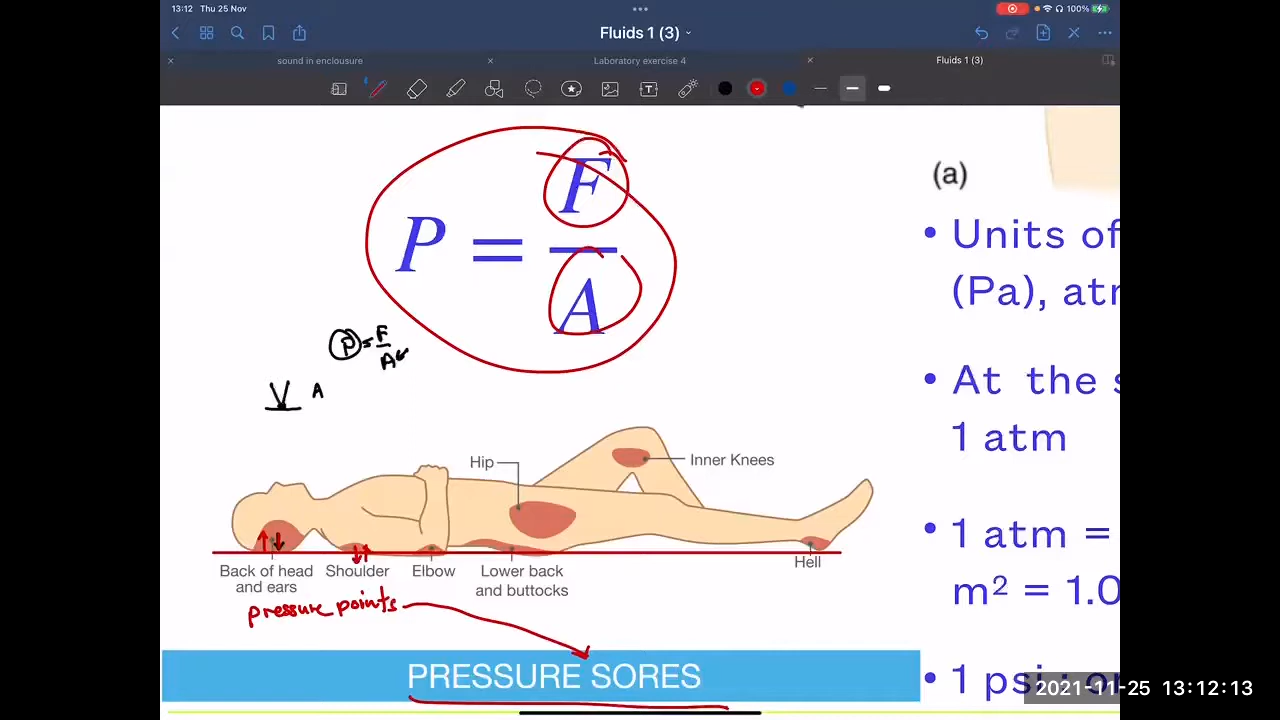 13:12 Thu 25 Nov
100%
Fluids 1 (3)
sound in enclousure
Laboratory exercise 4
Fluids 1 (3)
P = F
A
(a)
• Units of
(Pa), atm
P = F
A
V A
• At the s
1 atm
Hip
Inner Knees
• 1 atm =
m² = 1.0
Back of head
and ears
Shoulder
Elbow
Lower back
and buttocks
Hell
pressure points
PRESSURE SORES
• 1 psi : or
2021-11-25 13:12:13